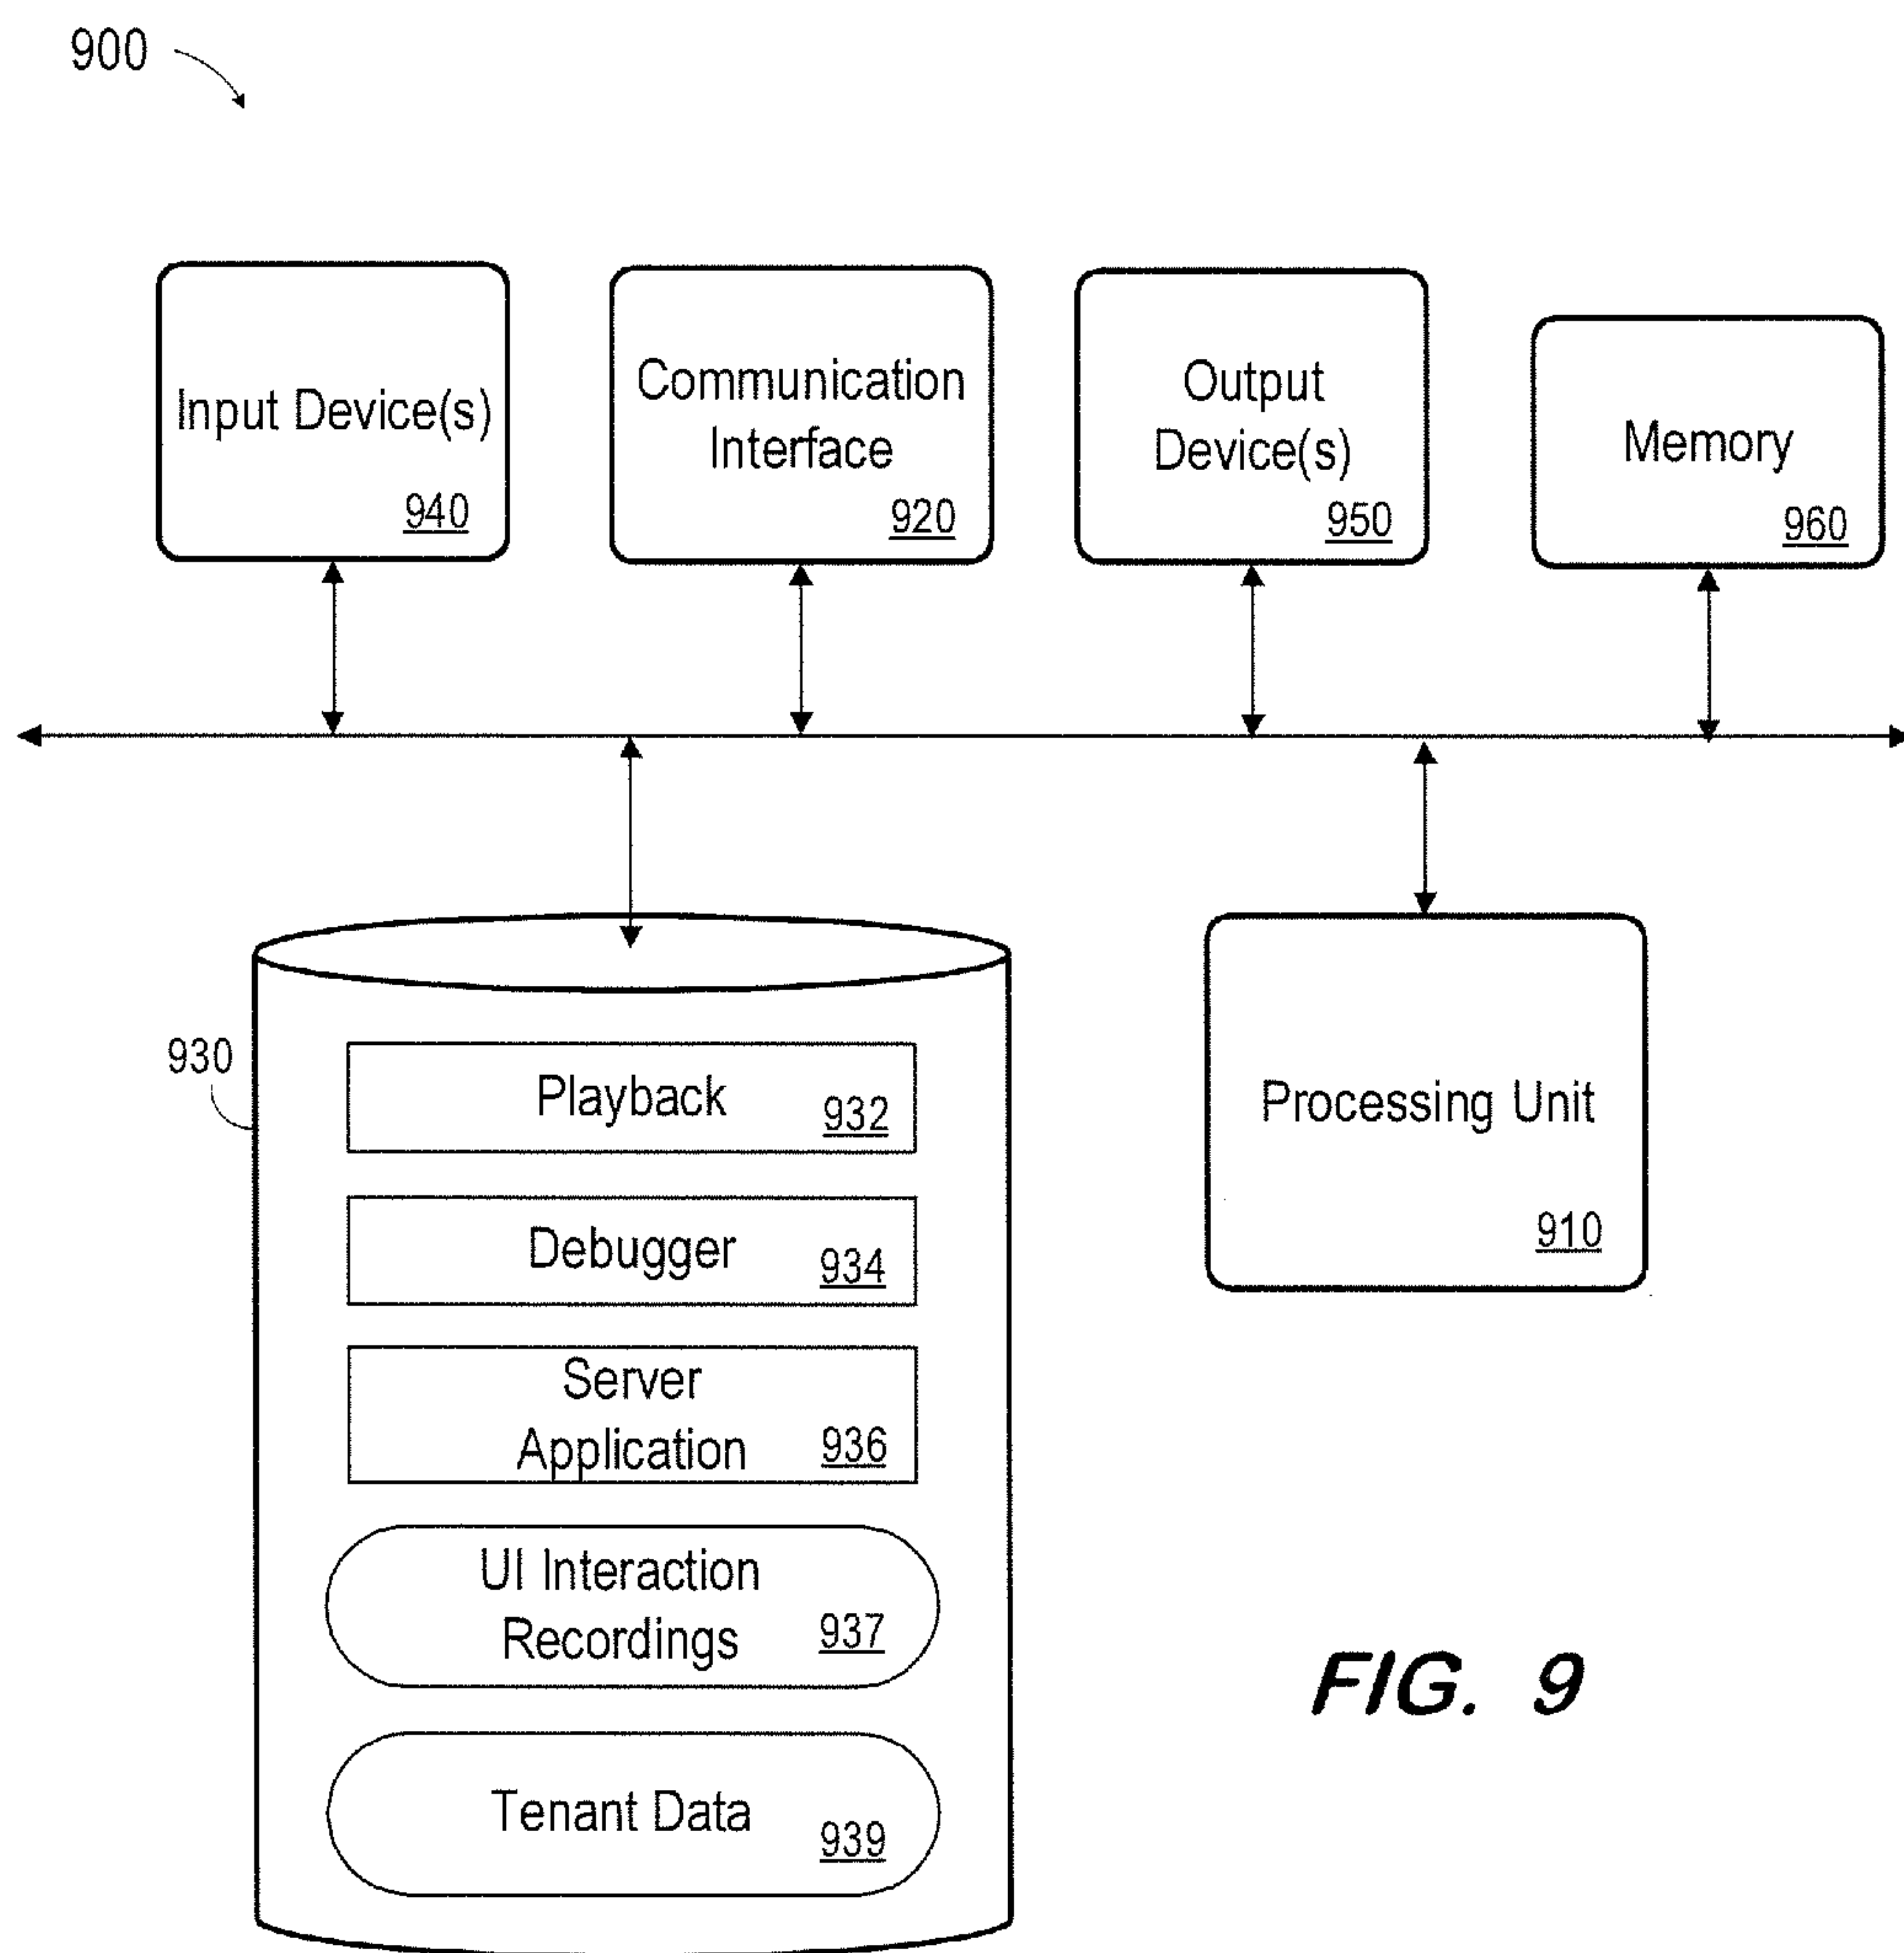 900
Input Device(s)
940
Communication
Interface
920
Output
Device(s)
950
Memory
960
930
Playback
932
Debugger
934
Server
Application
936
UI Interaction
Recordings
937
Tenant Data
939
Processing Unit
910
FIG. 9